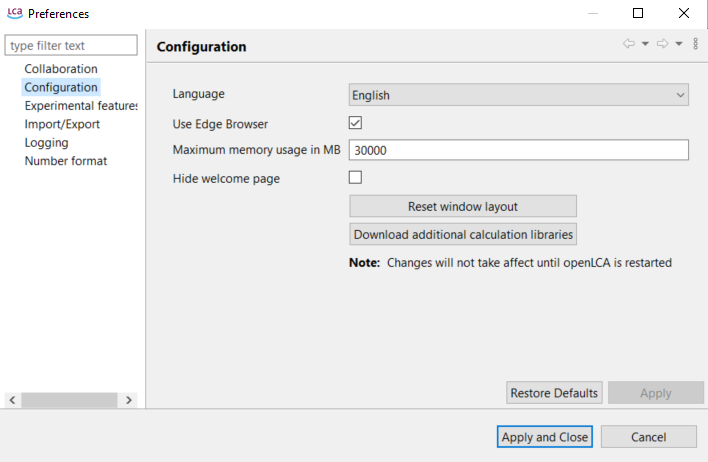 LCA Preferences
type filter text
Collaboration
Configuration
Experimental features
Import/Export
Logging
Number format
Configuration
Language English
Use Edge Browser
Maximum memory usage in MB 30000
Hide welcome page
Reset window layout
Download additional calculation libraries
Note: Changes will not take affect until openLCA is restarted
Restore Defaults Apply
Apply and Close Cancel